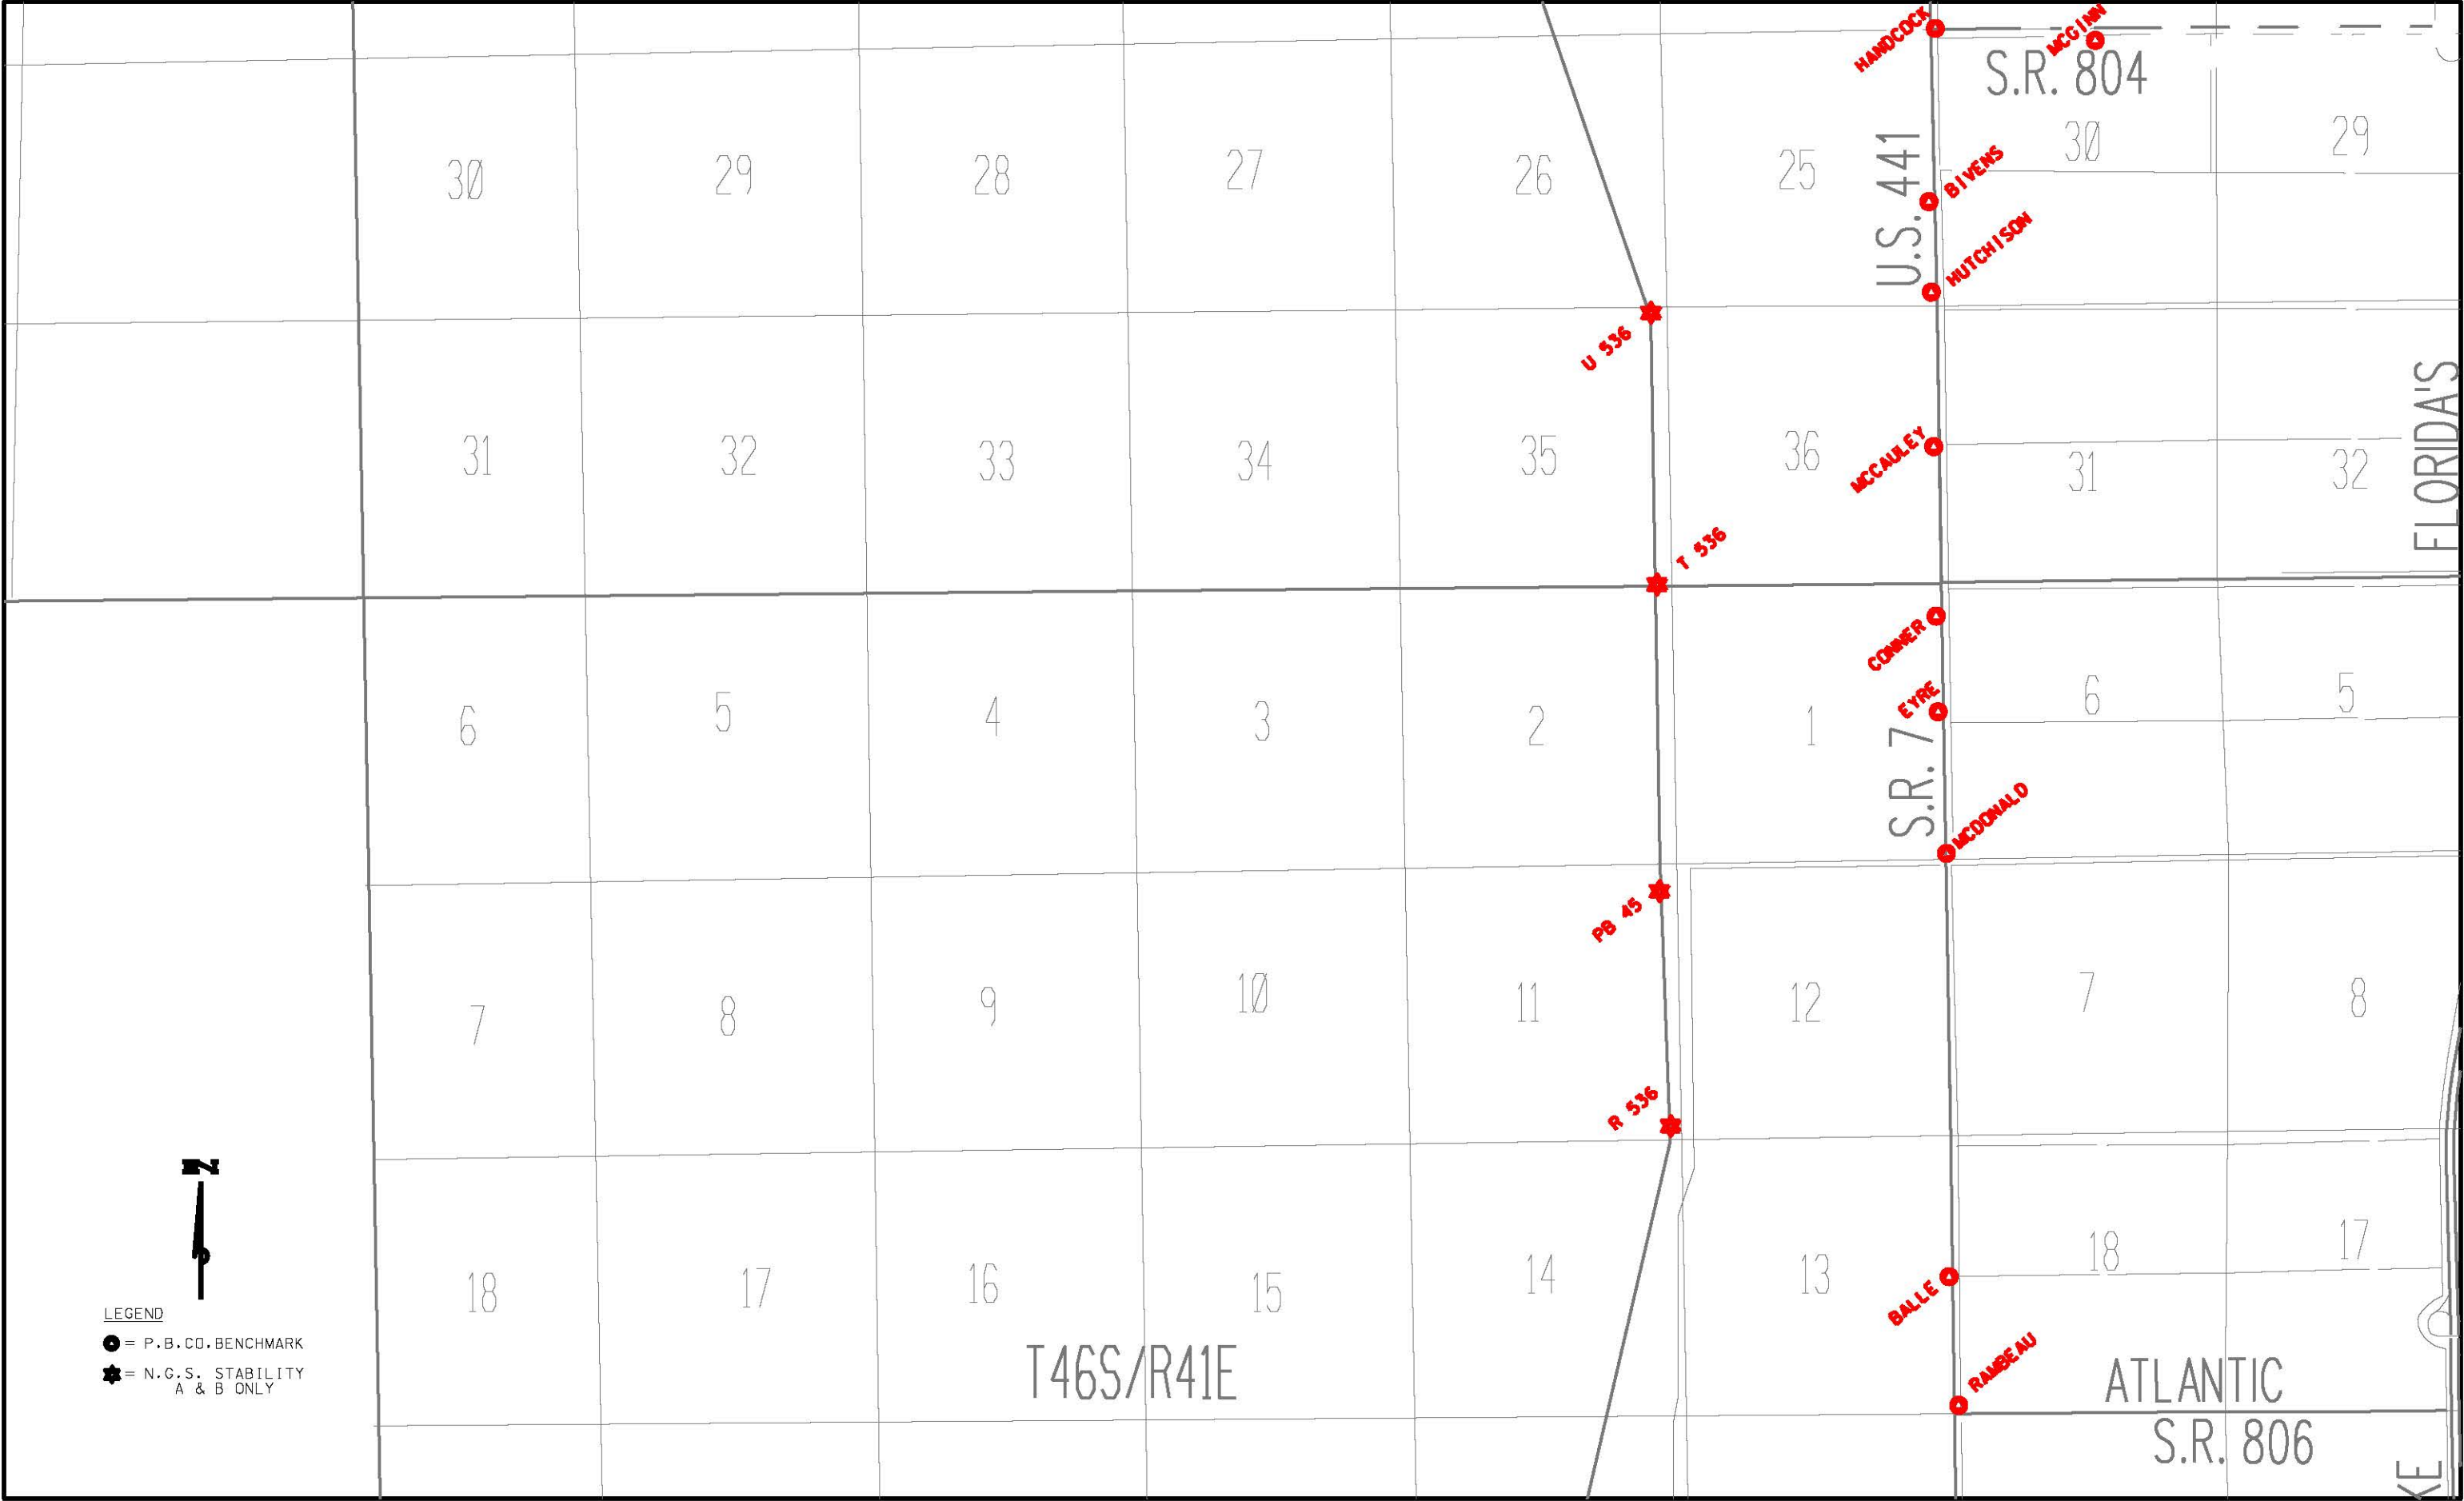 HANDCOCK
MCGINN
S.R. 804
30
29
28
27
26
25
U.S. 441
30
29
BIVENS
HUTCHISON
U 536
FLORIDA'S
31
32
33
34
35
36
MCCAULEY
31
32
T 536
CONNER
EYRE
6
5
4
3
2
1
S.R. 7
6
5
MCDONALD
PB 45
7
8
9
10
11
12
7
8
R 536
N
18
17
16
15
14
13
18
17
BALLE
RAMBEAU
LEGEND
= P.B.CO.BENCHMARK
= N.G.S. STABILITY
A & B ONLY
T46S/R41E
ATLANTIC
S.R. 806
KE